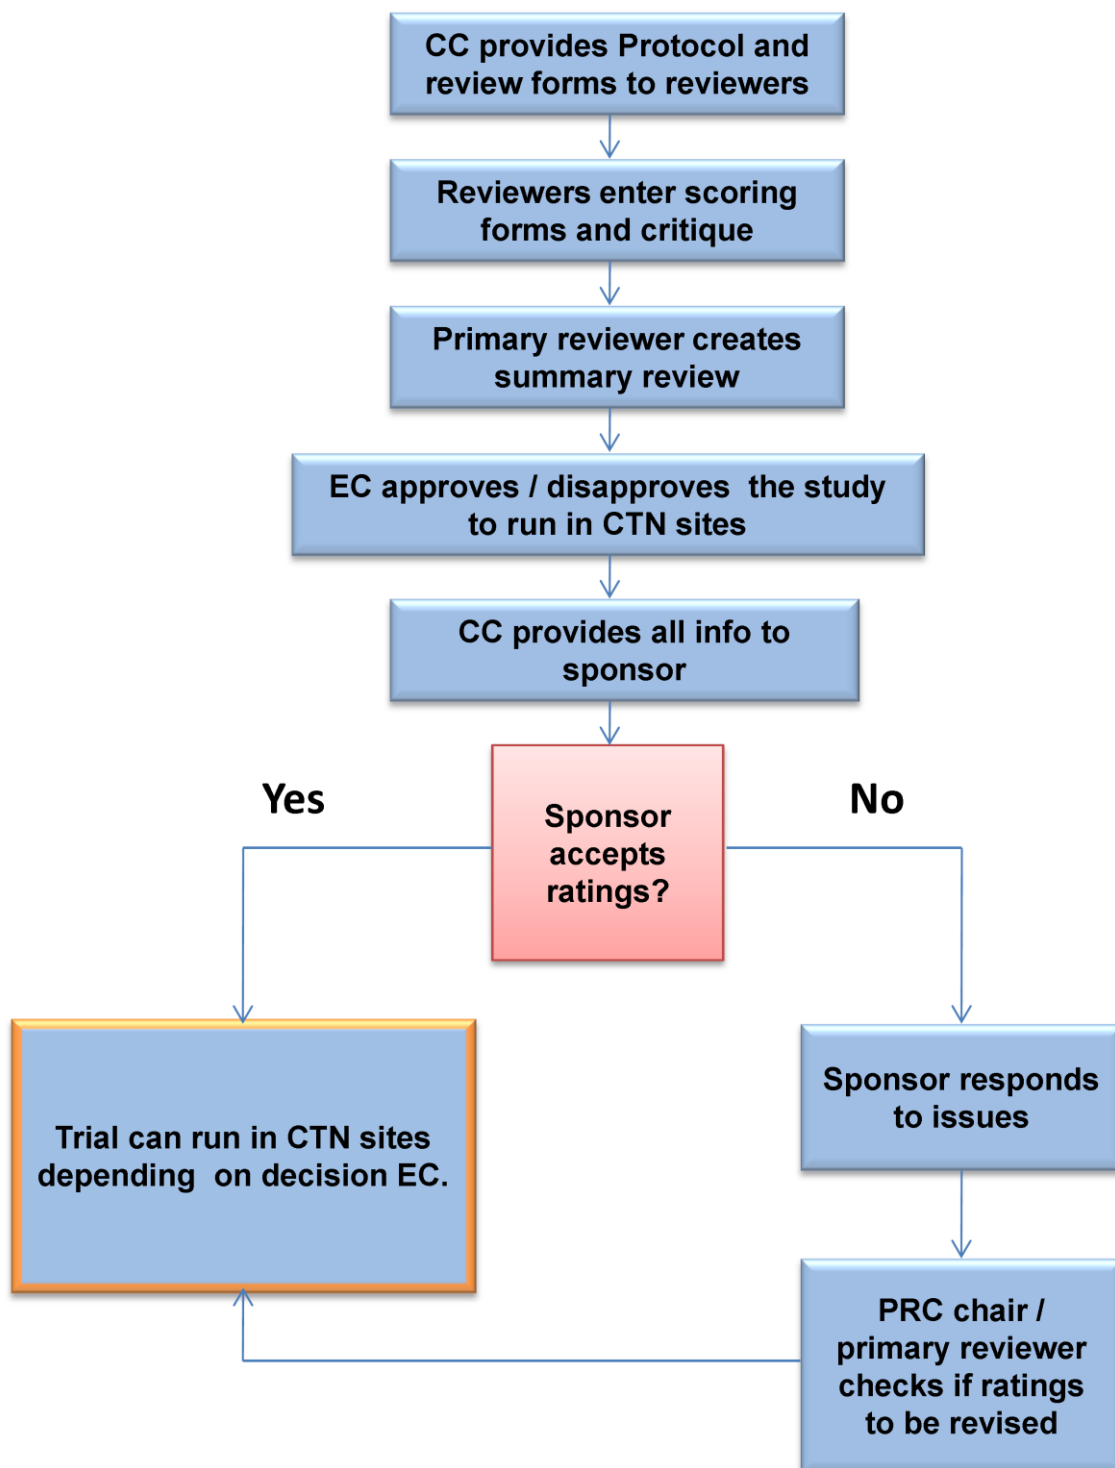 CC provides Protocol and
review forms to reviewers
Reviewers enter scoring
forms and critique
Primary reviewer creates
summary review
EC approves / disapproves  the study
to run in CTN sites
CC provides all info to
sponsor
Yes
No
Sponsor
accepts
ratings?
Trial can run in CTN sites
depending  on decision EC.
Sponsor responds
to issues
PRC chair /
primary reviewer
checks if ratings
to be revised